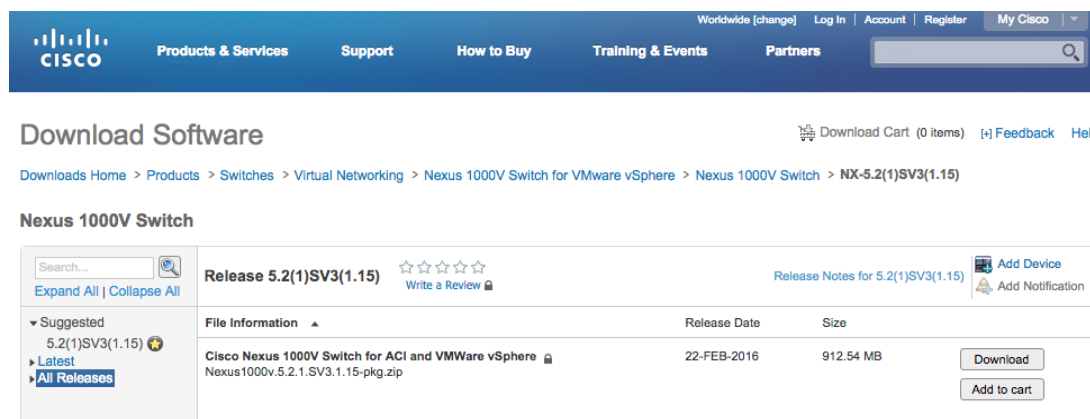 Worldwide [change] Log In | Account | Register My Cisco
CISCO
Products & Services Support How to Buy Training & Events Partners
Download Software
Download Cart (0 items) [+] Feedback Hel
Downloads Home > Products > Switches > Virtual Networking > Nexus 1000V Switch for VMware vSphere > Nexus 1000V Switch > NX-5.2(1)SV3(1.15)
Nexus 1000V Switch
Search...
Expand All | Collapse All
Suggested
5.2(1)SV3(1.15)
Latest
All Releases
Release 5.2(1)SV3(1.15)
Write a Review
Release Notes for 5.2(1)SV3(1.15)
Add Device
Add Notification
File Information Release Date Size
Cisco Nexus 1000V Switch for ACI and VMWare vSphere 22-FEB-2016 912.54 MB
Nexus1000v.5.2.1.SV3.1.15-pkg.zip
Download
Add to cart